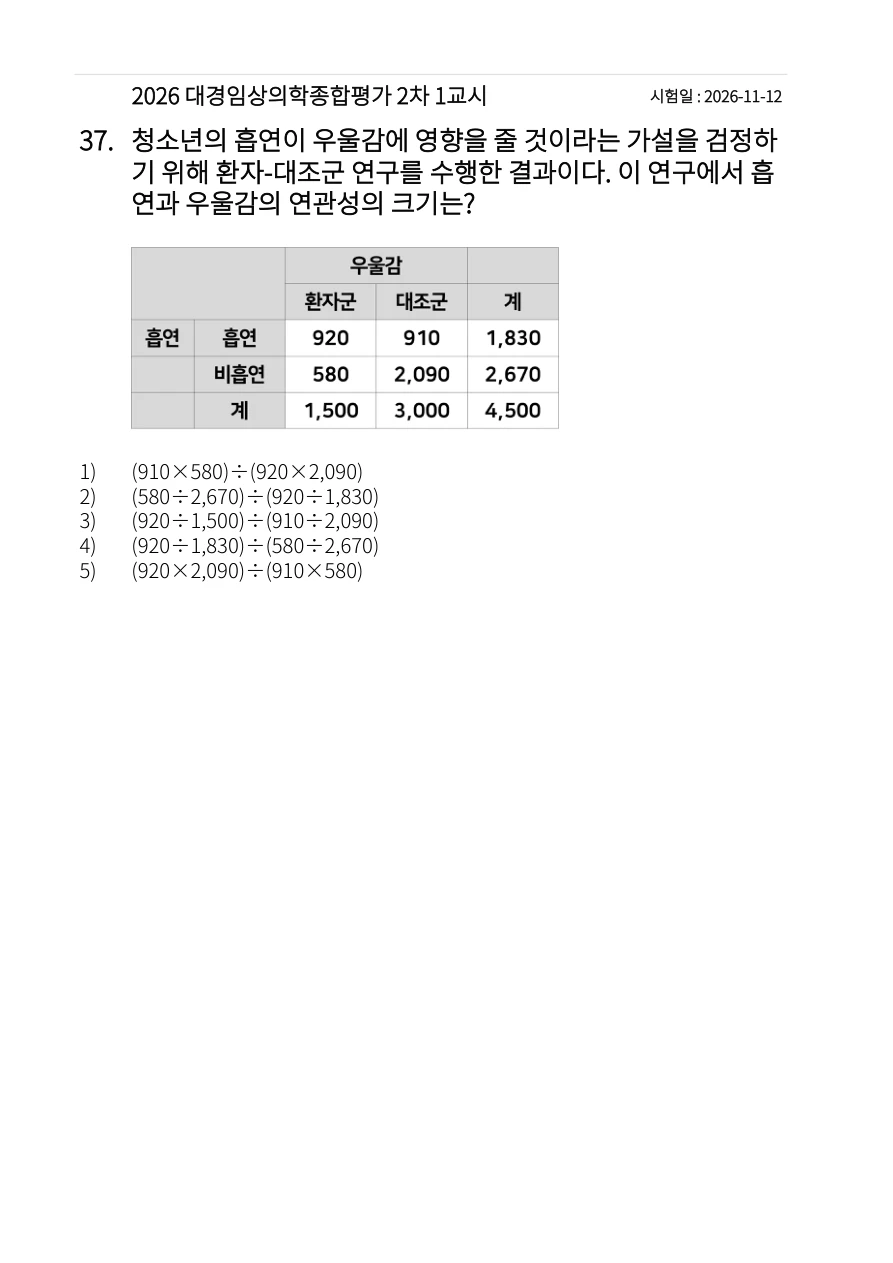 2026 대경임상의학종합평가 2차 1교시 시험일 : 2026-11-12
37. 청소년의 흡연이 우울감에 영향을 줄 것이라는 가설을 검정하
기 위해 환자-대조군 연구를 수행한 결과이다. 이 연구에서 흡
연과 우울감의 연관성의 크기는?
우울감
환자군 대조군 계
흡연 흡연 920 910 1,830
비흡연 580 2,090 2,670
계 1,500 3,000 4,500
1) (910×580)÷(920×2,090)
2) (580÷2,670)÷(920÷1,830)
3) (920÷1,500)÷(910÷2,090)
4) (920÷1,830)÷(580÷2,670)
5) (920×2,090)÷(910×580)